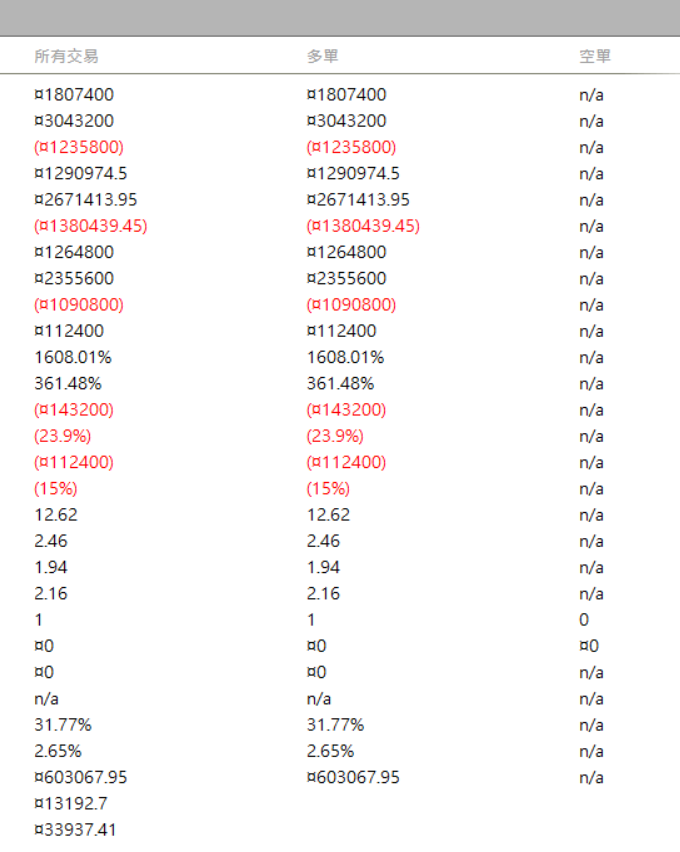 所有交易 多單 空單
¤1807400 ¤1807400 n/a
¤3043200 ¤3043200 n/a
(¤1235800) (¤1235800) n/a
¤1290974.5 ¤1290974.5 n/a
¤2671413.95 ¤2671413.95 n/a
(¤1380439.45) (¤1380439.45) n/a
¤1264800 ¤1264800 n/a
¤2355600 ¤2355600 n/a
(¤1090800) (¤1090800) n/a
¤112400 ¤112400 n/a
1608.01% 1608.01% n/a
361.48% 361.48% n/a
(¤143200) (¤143200) n/a
(23.9%) (23.9%) n/a
(¤112400) (¤112400) n/a
(15%) (15%) n/a
12.62 12.62 n/a
2.46 2.46 n/a
1.94 1.94 n/a
2.16 2.16 n/a
1 1 0
¤0 ¤0 ¤0
¤0 ¤0 n/a
n/a n/a n/a
31.77% 31.77% n/a
2.65% 2.65% n/a
¤603067.95 ¤603067.95 n/a
¤13192.7
¤33937.41